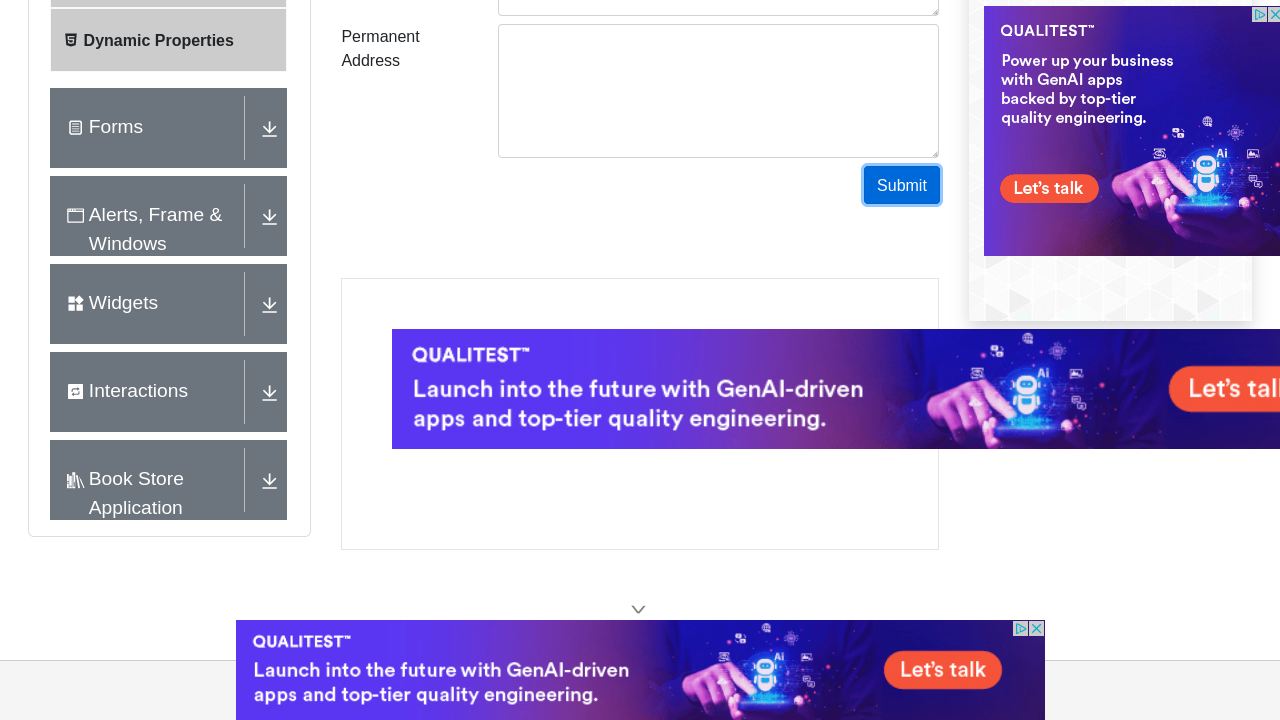 Dynamic Properties
Forms
Alerts, Frame &
Windows
Widgets
Interactions
Book Store
Application
Permanent
Address
Submit
QUALITEST™
Power up your business
with GenAI apps
backed by top-tier
quality engineering.
Ai
Let's talk
QUALITEST™
Launch into the future with GenAI-driven
apps and top-tier quality engineering.
Ai
Let's tal
QUALITEST™
Launch into the future with GenAI-driven
apps and top-tier quality engineering.
Ai
Let's talk